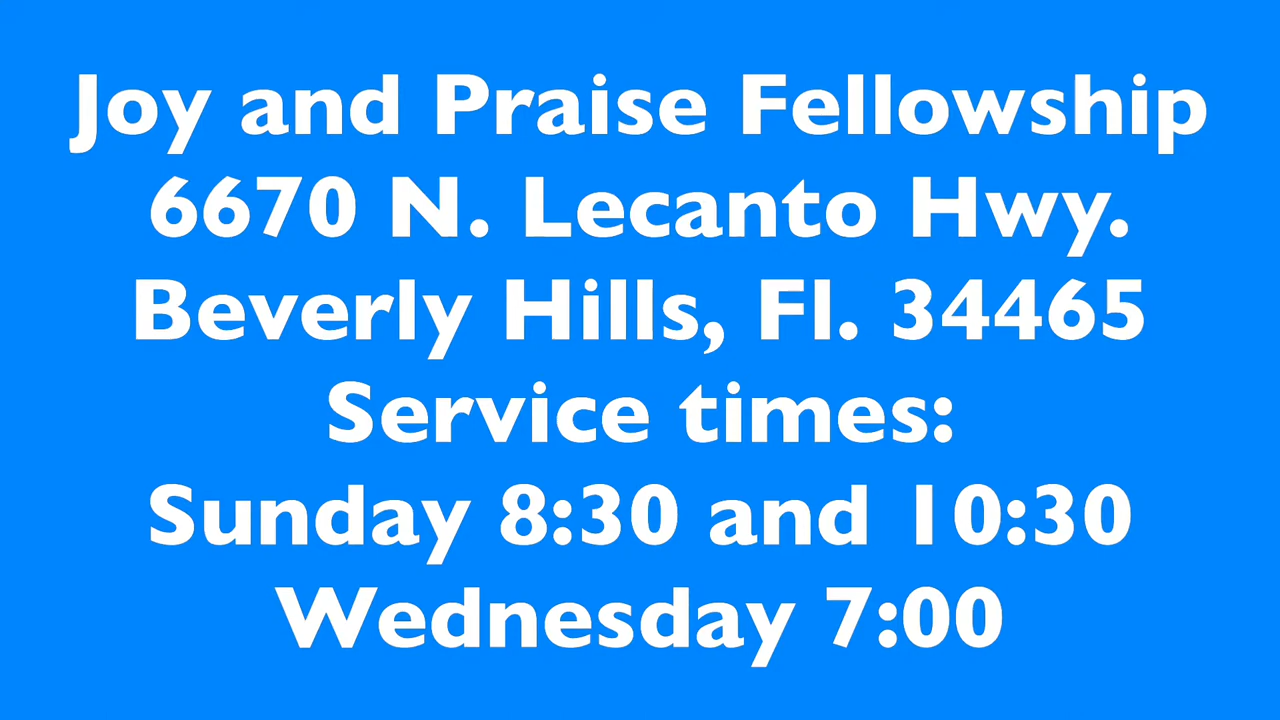 Joy and Praise Fellowship
6670 N. Lecanto Hwy.
Beverly Hills, Fl. 34465
Service times:
Sunday 8:30 and 10:30
Wednesday 7:00